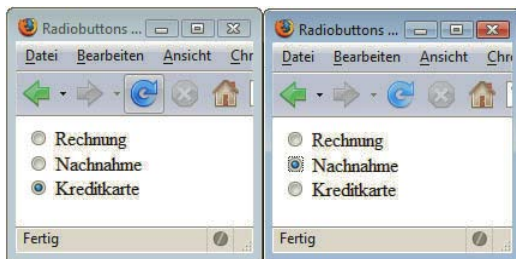 Radiobuttons ...
Datei Bearbeiten Ansicht Chr
Rechnung
Nachnahme
Kreditkarte
Fertig
Radiobuttons ...
Datei Bearbeiten Ansicht Chr
Rechnung
Nachnahme
Kreditkarte
Fertig